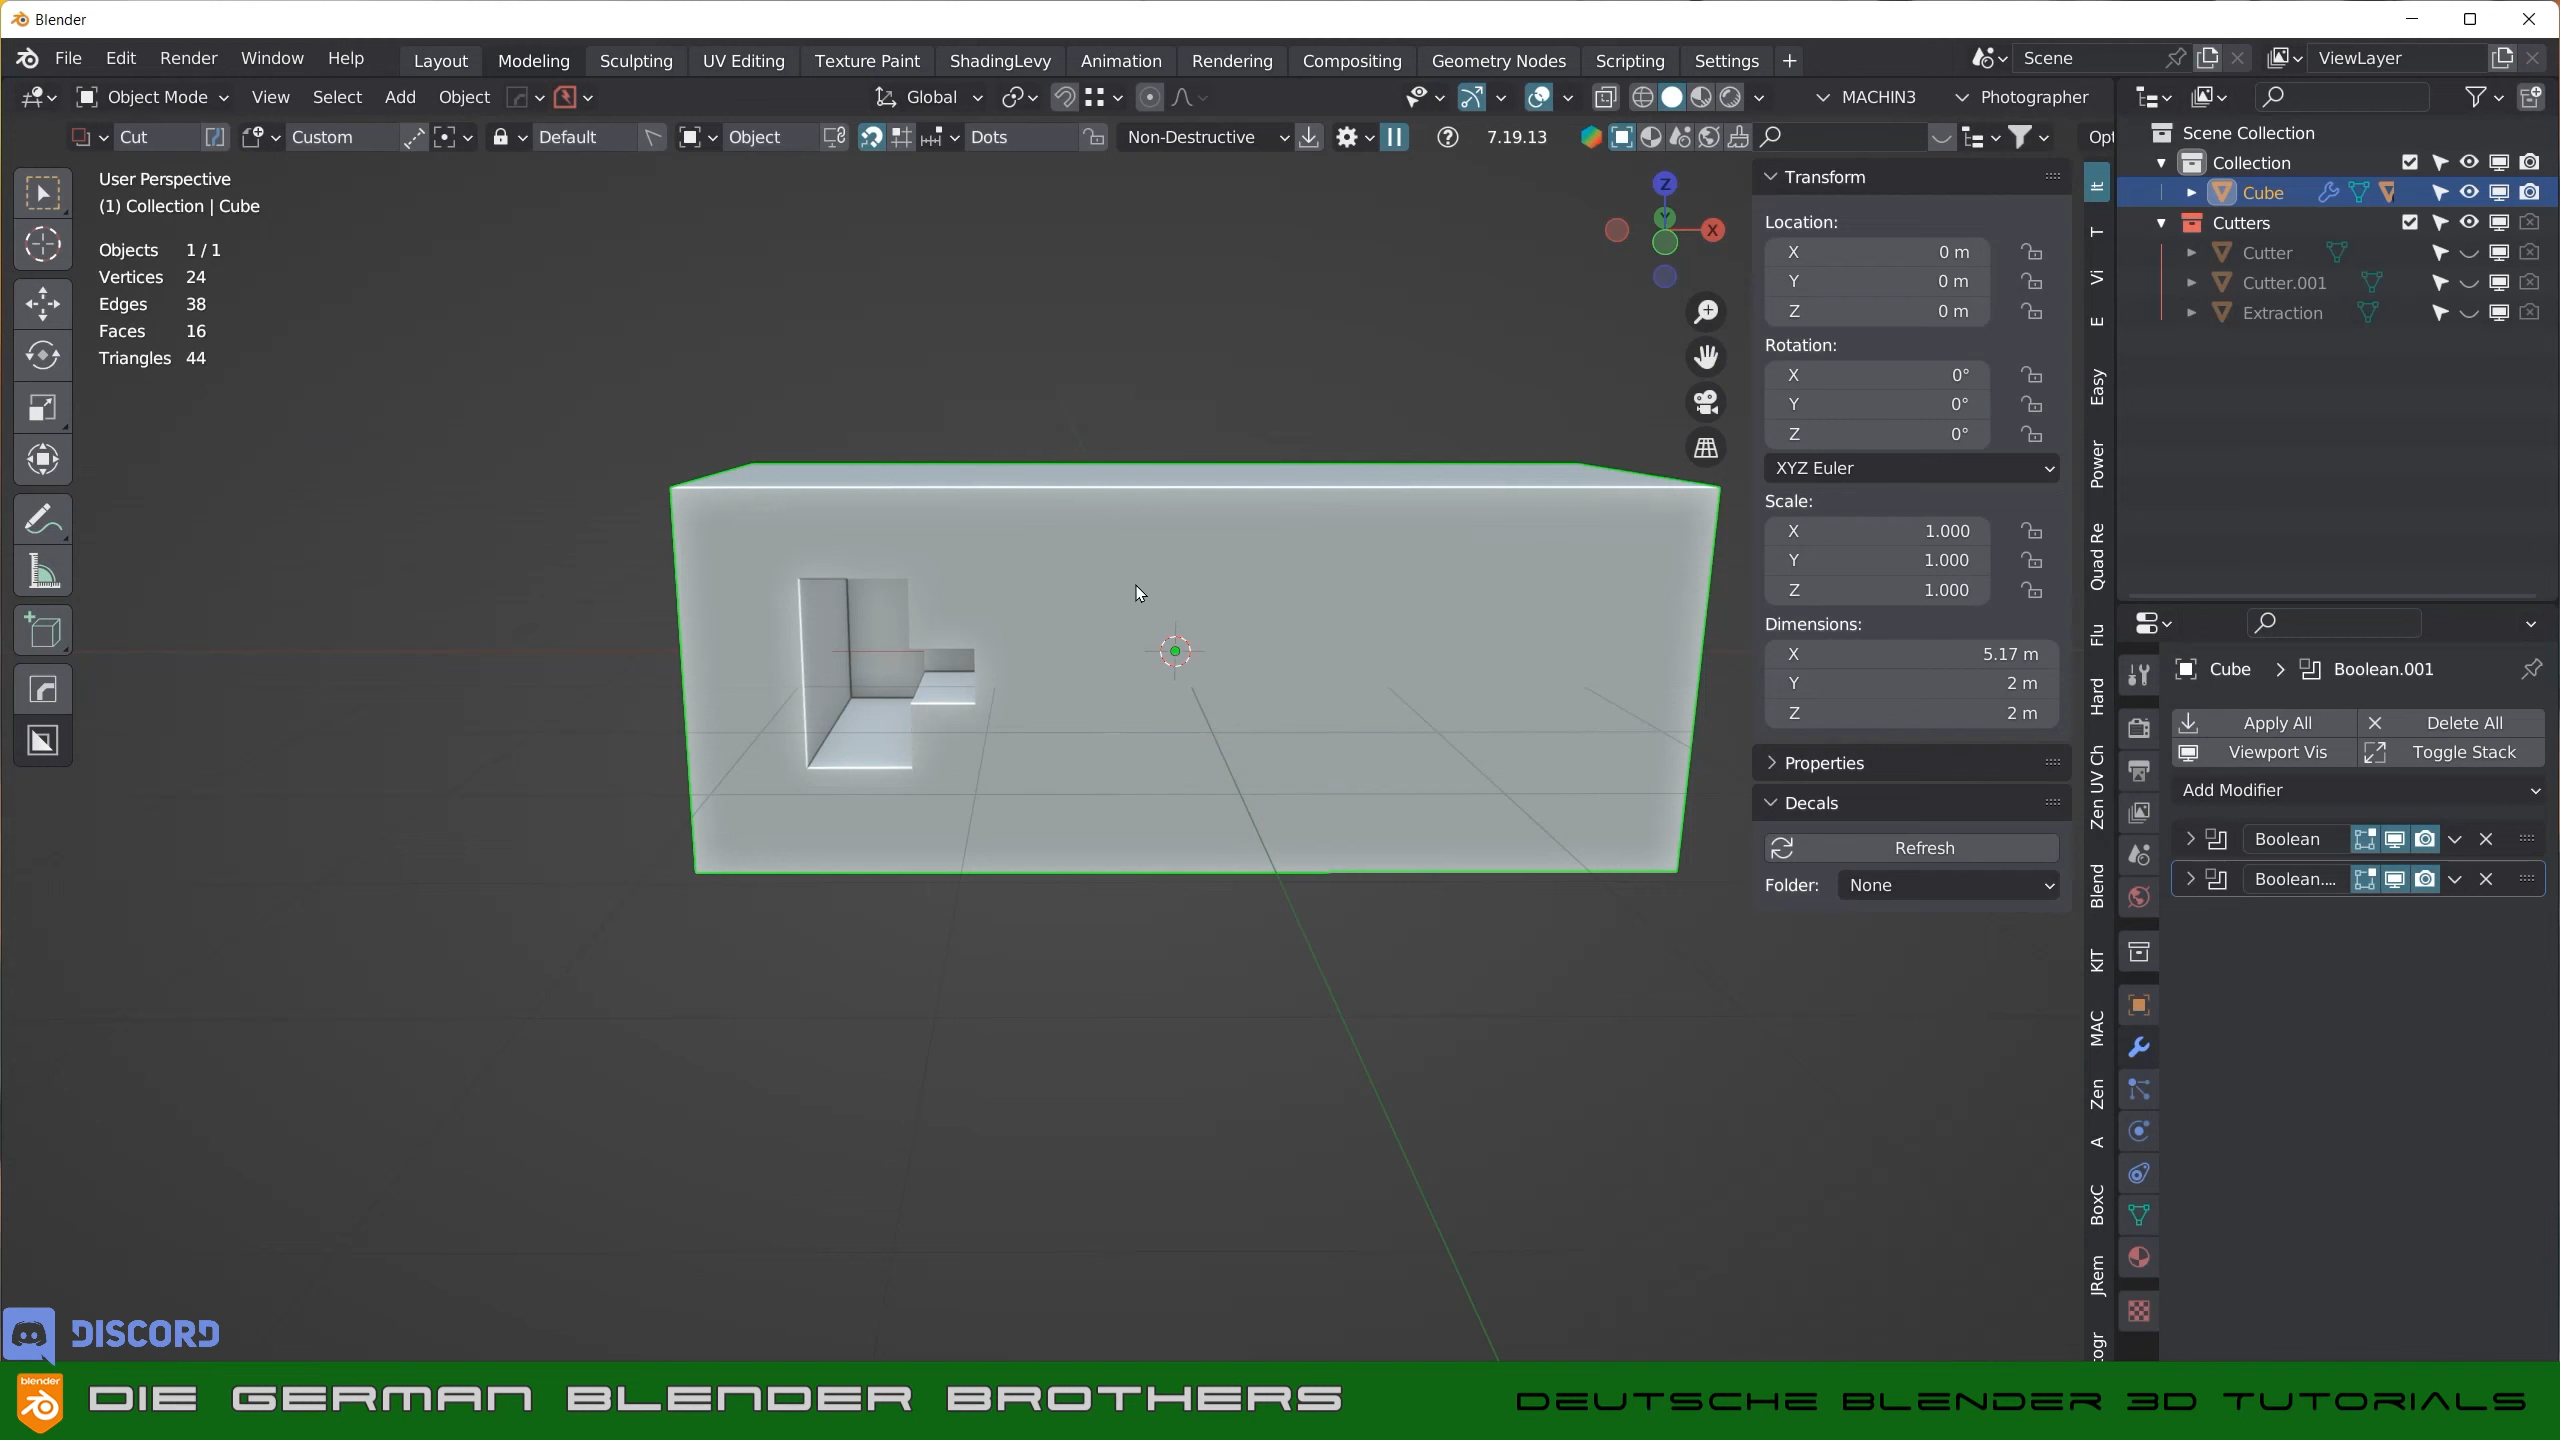 Blender
File Edit Render Window Help Layout Modeling Sculpting UV Editing Texture Paint ShadingLevy Animation Rendering Compositing Geometry Nodes Scripting Settings + Scene ViewLayer
Object Mode View Select Add Object Global MACHIN3 Photographer
Cut Custom Default Object Dots Non-Destructive 7.19.13 Opt
User Perspective
(1) Collection | Cube
Objects 1 / 1
Vertices 24
Edges 38
Faces 16
Triangles 44
Z
X
Transform
Location:
X 0 m
Y 0 m
Z 0 m
Rotation:
X 0°
Y 0°
Z 0°
XYZ Euler
Scale:
X 1.000
Y 1.000
Z 1.000
Dimensions:
X 5.17 m
Y 2 m
Z 2 m
Properties
Decals
Refresh
Folder: None
It
T
Vi
E
Easy
Power
Quad Re
Flu
Hard
Zen UV Ch
Blend
KIT
MAC
Zen
A
BoxC
JRem
togr
Scene Collection
Collection
Cube
Cutters
Cutter
Cutter.001
Extraction
Cube > Boolean.001
Apply All Delete All
Viewport Vis Toggle Stack
Add Modifier
Boolean
Boolean....
DISCORD
blender
DIE GERMAN BLENDER BROTHERS
DEUTSCHE BLENDER 3D TUTORIALS